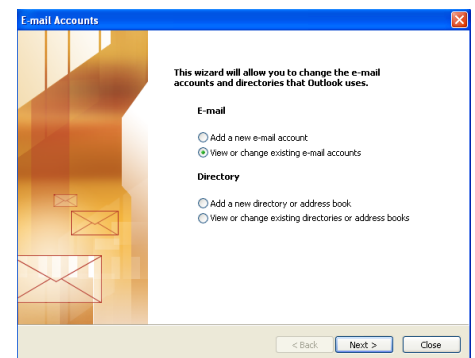 E-mail Accounts
This wizard will allow you to change the e-mail
accounts and directories that Outlook uses.
E-mail
Add a new e-mail account
View or change existing e-mail accounts
Directory
Add a new directory or address book
View or change existing directories or address books
< Back Next > Close